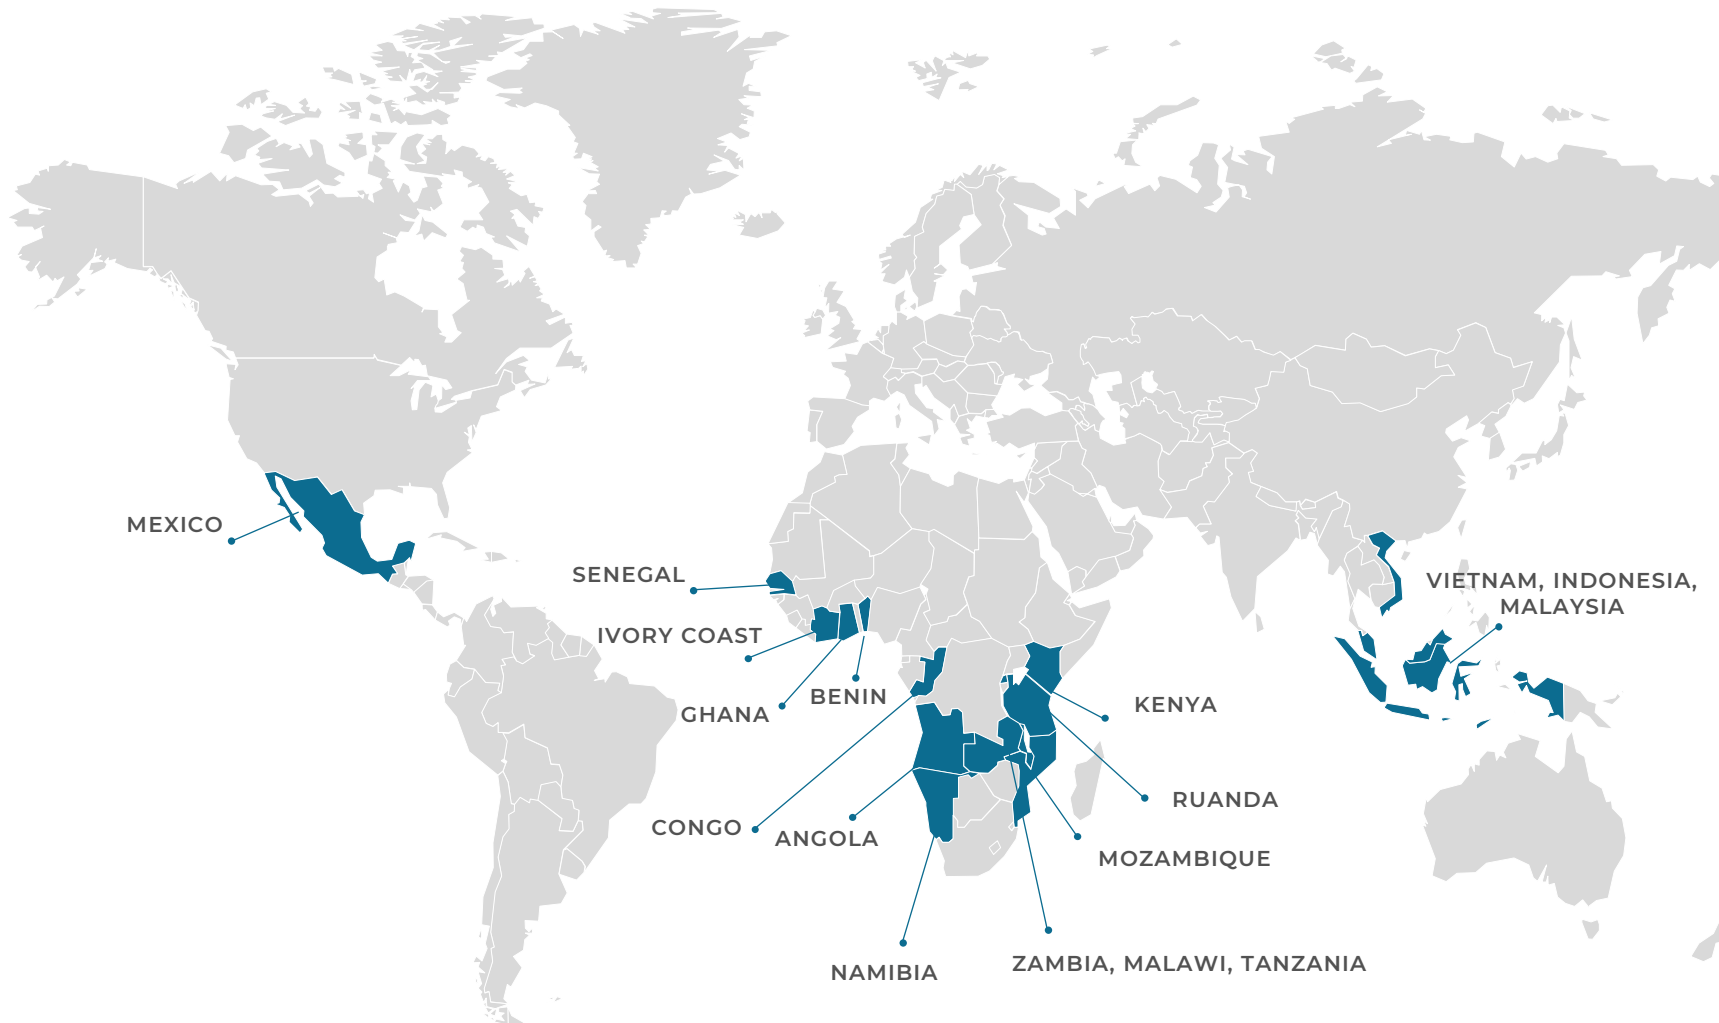 MEXICO
SENEGAL
VIETNAM, INDONESIA,
MALAYSIA
IVORY COAST
BENIN
KENYA
GHANA
RUANDA
CONGO
ANGOLA
MOZAMBIQUE
ZAMBIA, MALAWI, TANZANIA
NAMIBIA